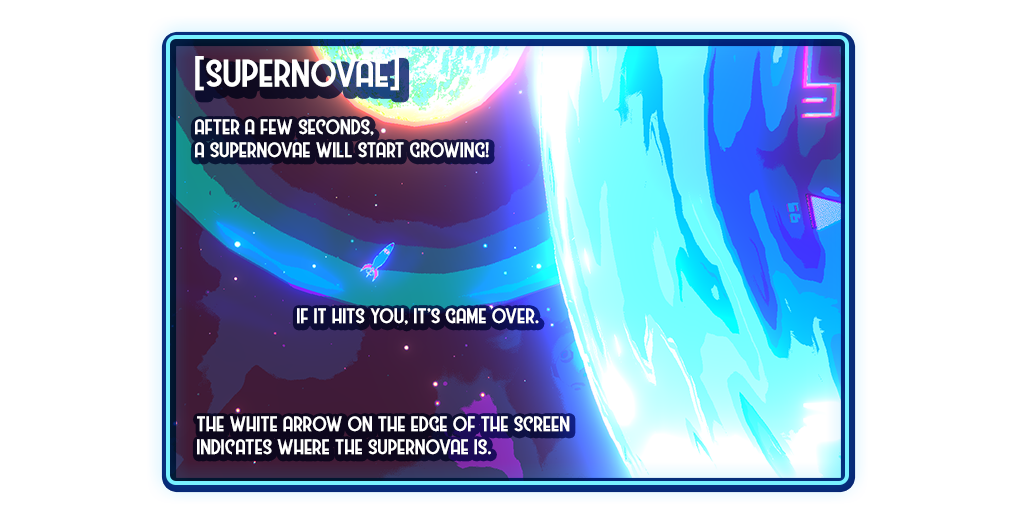 [SUPERNOVAE]
AFTER A FEW SECONDS,
A SUPERNOVAE WILL START GROWING!
IF IT HITS YOU, IT'S GAME OVER.
THE WHITE ARROW ON THE EDGE OF THE SCREEN
INDICATES WHERE THE SUPERNOVAE IS.